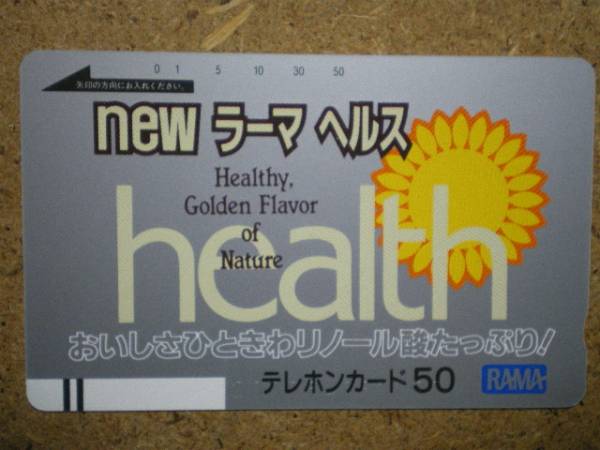 0 1 5 10 30 50
矢印の方向にお入れください。
new ラーマ ヘルス
Healthy,
Golden Flavor
of
Nature
health
おいしさひときわリノール酸たっぷり!
テレホンカード50 RAMA